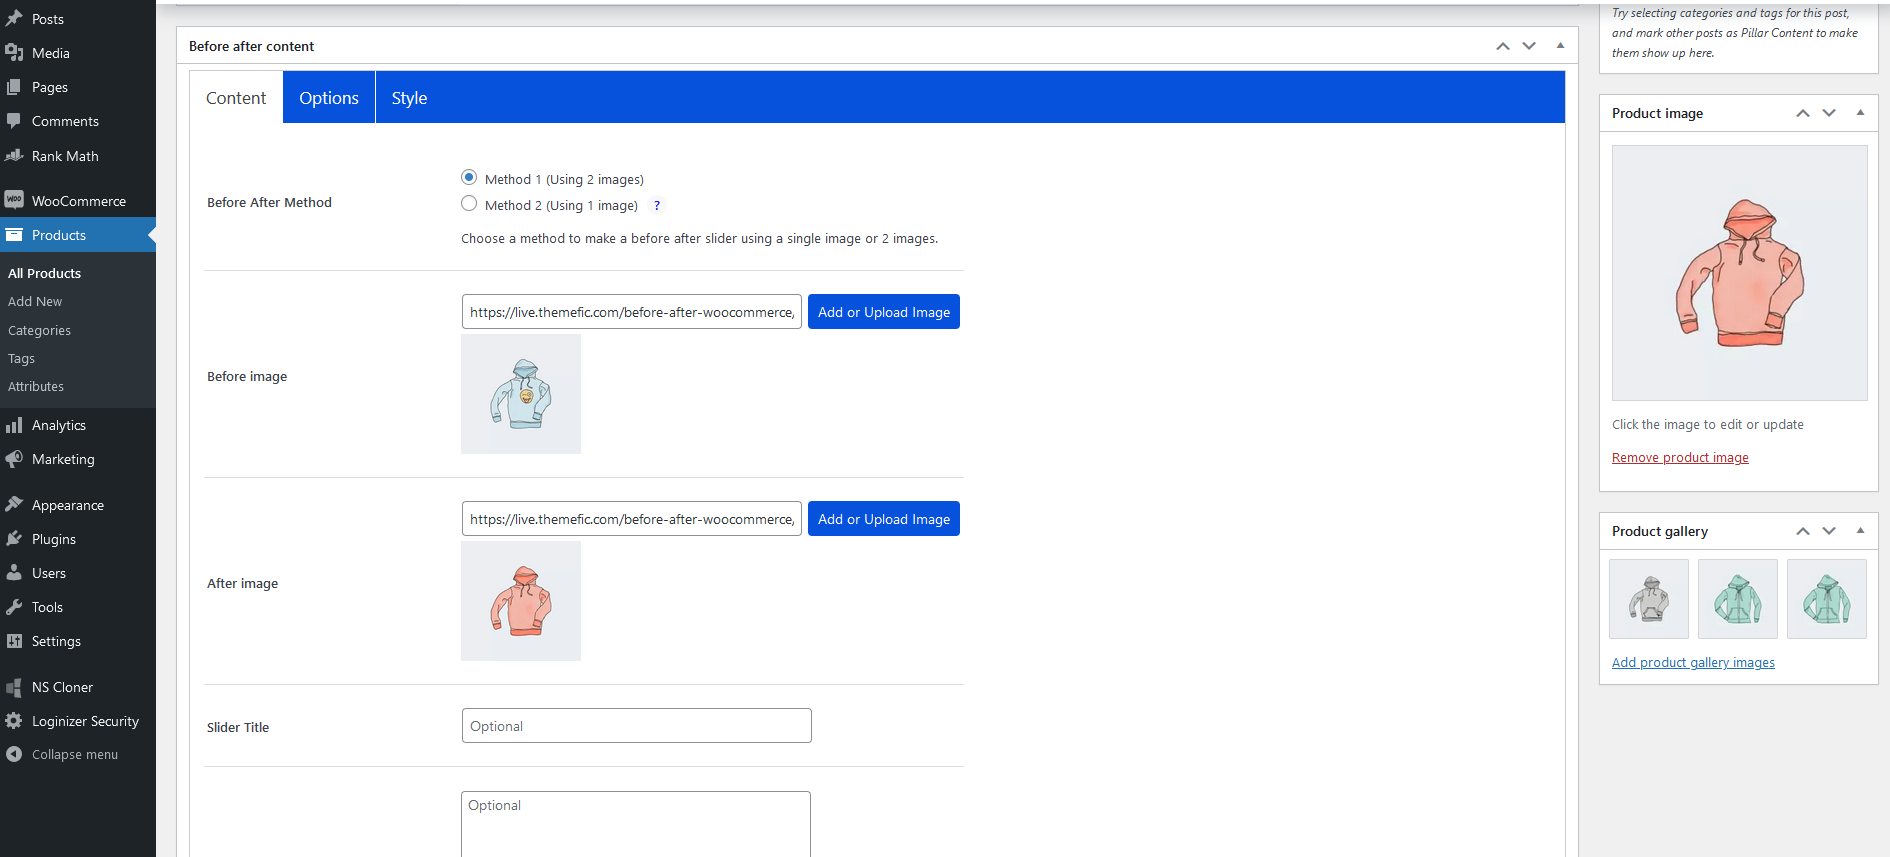 Posts
Media
Pages
Comments
Rank Math
WooCommerce
Products
All Products
Add New
Categories
Tags
Attributes
Analytics
Marketing
Appearance
Plugins
Users
Tools
Settings
NS Cloner
Loginizer Security
Collapse menu
Before after content
Content
Options
Style
Before After Method
Method 1 (Using 2 images)
Method 2 (Using 1 image) ?
Choose a method to make a before after slider using a single image or 2 images.
Before image
https://live.themefic.com/before-after-woocommerce/
Add or Upload Image
After image
https://live.themefic.com/before-after-woocommerce/
Add or Upload Image
Slider Title
Optional
Optional
Try selecting categories and tags for this post,
and mark other posts as Pillar Content to make
them show up here.
Product image
Click the image to edit or update
Remove product image
Product gallery
Add product gallery images